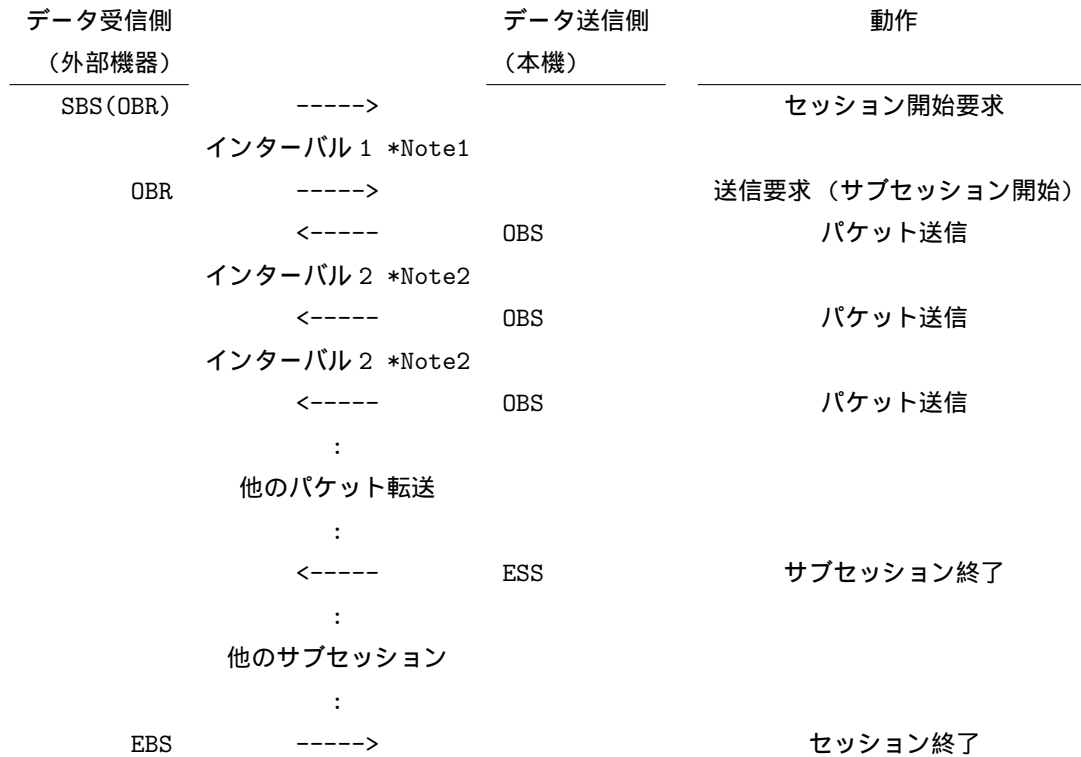 データ受信側 データ送信側 動作
（外部機器） （本機）
SBS(OBR) -----> セッション開始要求
インターバル 1 *Note1
OBR -----> 送信要求 (サブセッション開始)
<----- OBS パケット送信
インターバル 2 *Note2
<----- OBS パケット送信
インターバル 2 *Note2
<----- OBS パケット送信
:
他のパケット転送
:
<----- ESS サブセッション終了
:
他のサブセッション
:
EBS -----> セッション終了